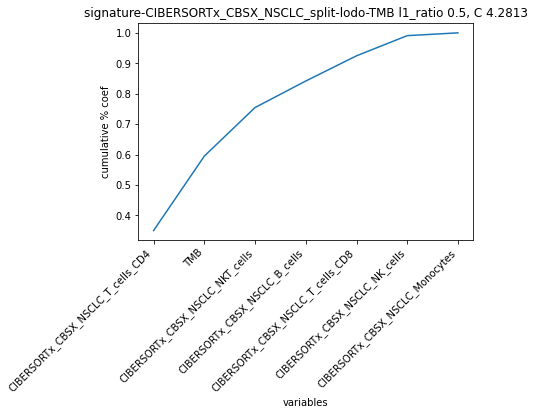 signature-CIBERSORTx_CBSX_NSCLC_split-lodo-TMB l1_ratio 0.5, C 4.2813
1.0
0.9
0.8
0.7
0.6
0.5
0.4
cumulative % coef
CIBERSORTx_CBSX_NSCLC_T_cells_CD4
TMB
CIBERSORTx_CBSX_NSCLC_NKT_cells
CIBERSORTx_CBSX_NSCLC_B_cells
CIBERSORTx_CBSX_NSCLC_T_cells_CD8
CIBERSORTx_CBSX_NSCLC_NK_cells
CIBERSORTx_CBSX_NSCLC_Monocytes
variables